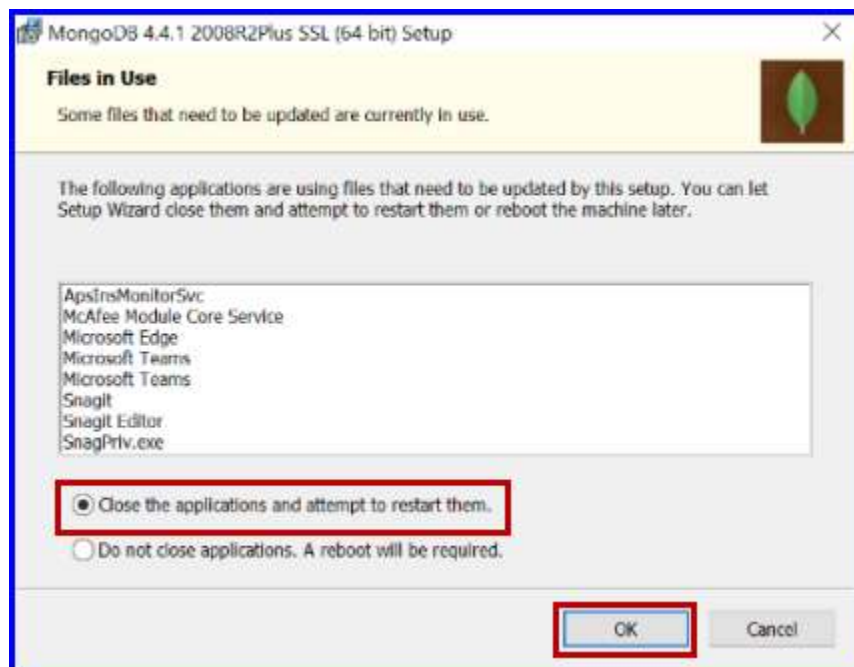 MongoDB 4.4.1 2008R2Plus SSL (64 bit) Setup
Files in Use
Some files that need to be updated are currently in use.
The following applications are using files that need to be updated by this setup. You can let
Setup Wizard close them and attempt to restart them or reboot the machine later.
ApsInsMonitorSvc
McAfee Module Core Service
Microsoft Edge
Microsoft Teams
Microsoft Teams
Snagit
Snagit Editor
SnagPriv.exe
Close the applications and attempt to restart them.
Do not close applications. A reboot will be required.
OK Cancel